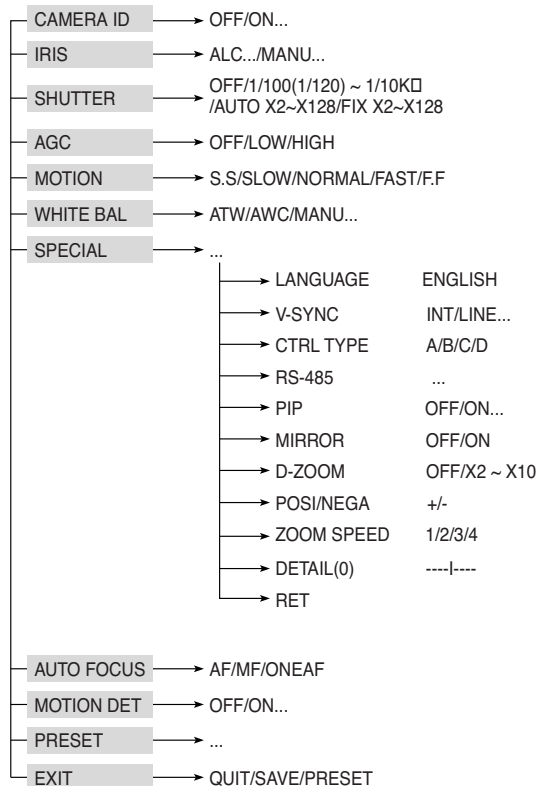 CAMERA ID OFF/ON...
IRIS ALC.../MANU...
SHUTTER OFF/1/100(1/120) ~ 1/10K□
/AUTO X2~X128/FIX X2~X128
AGC OFF/LOW/HIGH
MOTION S.S/SLOW/NORMAL/FAST/F.F
WHITE BAL ATW/AWC/MANU...
SPECIAL ...
LANGUAGE ENGLISH
V-SYNC INT/LINE...
CTRL TYPE A/B/C/D
RS-485 ...
PIP OFF/ON...
MIRROR OFF/ON
D-ZOOM OFF/X2 ~ X10
POSI/NEGA +/-
ZOOM SPEED 1/2/3/4
DETAIL(0) ----I----
RET
AUTO FOCUS AF/MF/ONEAF
MOTION DET OFF/ON...
PRESET ...
EXIT QUIT/SAVE/PRESET